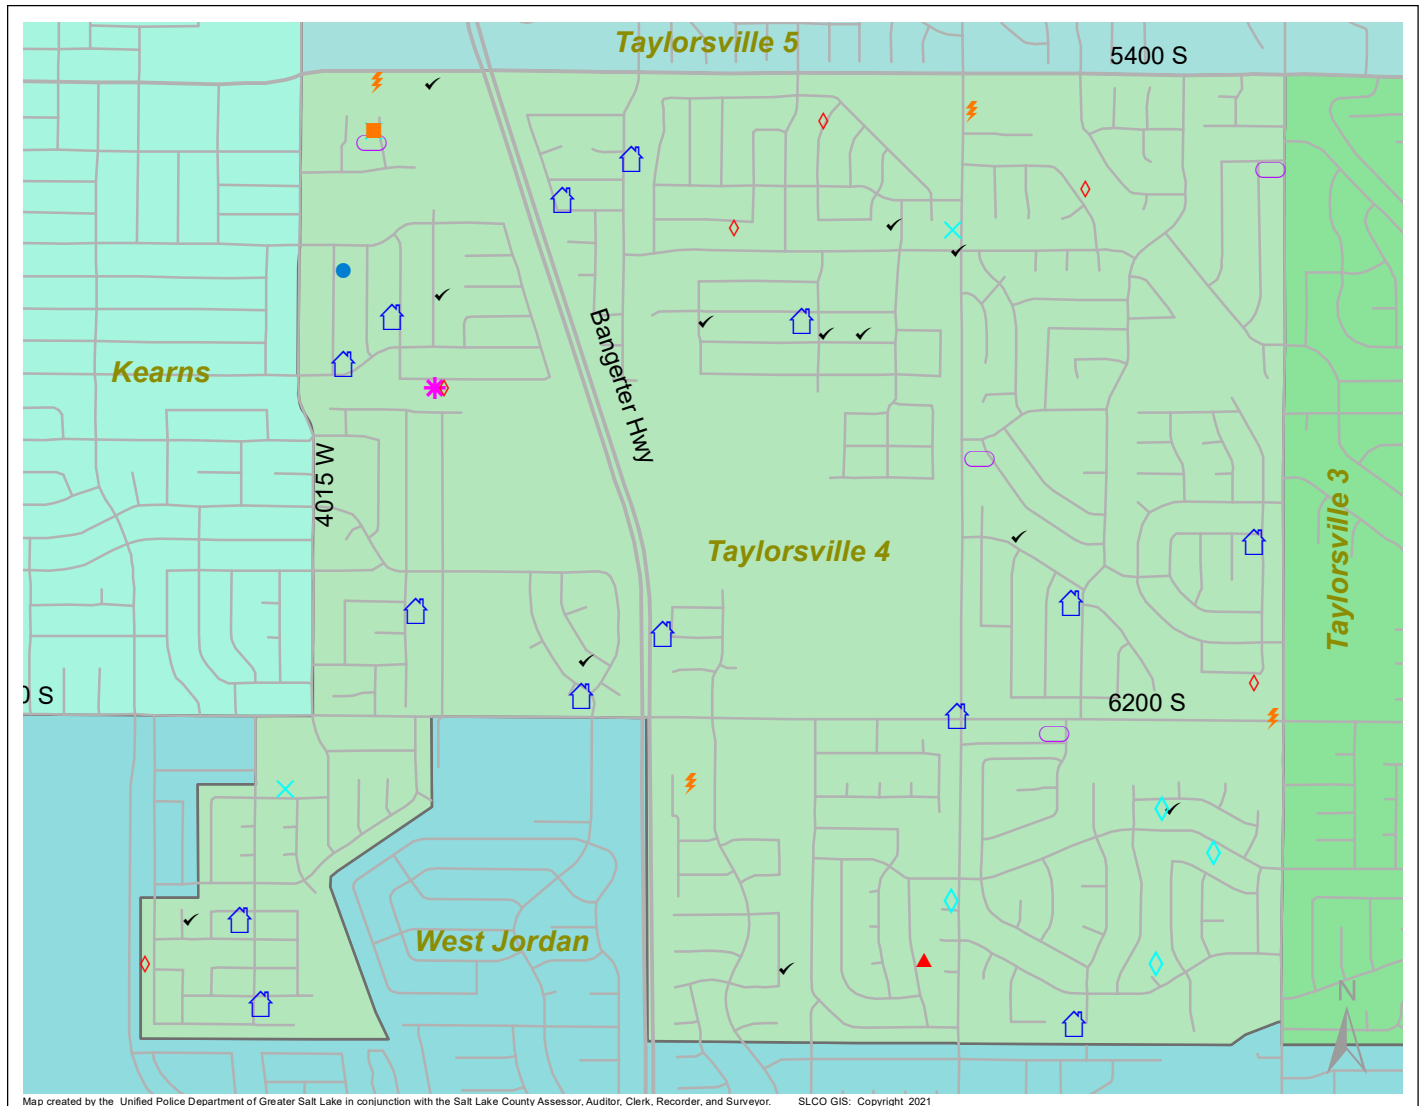 Taylorsville 5
5400 S
Kearns
Bangerter Hwy
4015 W
Taylorsville 4
Taylorsville 3
0 S
6200 S
West Jordan
N
Map created by the Unified Police Department of Greater Salt Lake in conjunction with the Salt Lake County Assessor, Auditor, Clerk, Recorder, and Surveyor. SLCO GIS: Copyright 2021